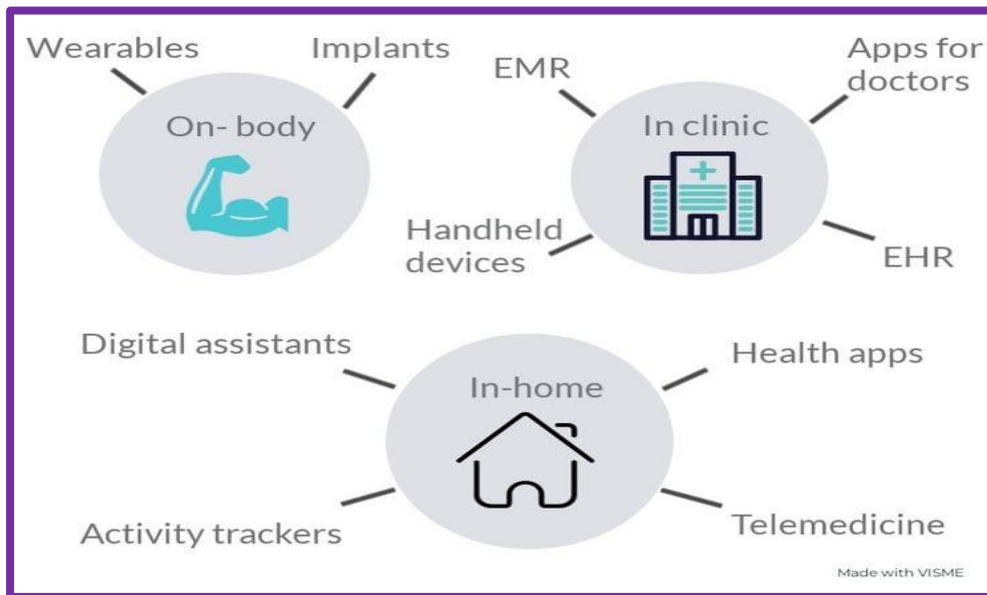 Wearables
Implants
On- body
EMR
Apps for
doctors
In clinic
Handheld
devices
EHR
Digital assistants
Health apps
In-home
Activity trackers
Telemedicine
Made with VISME